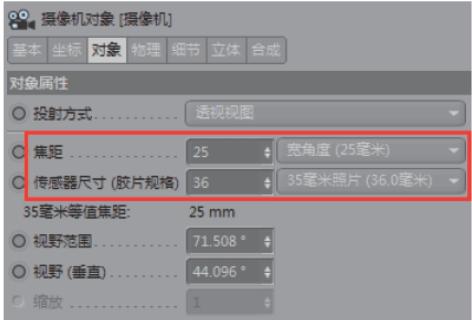 摄像机对象 [摄像机]
基本 坐标 对象 物理 细节 立体 合成
对象属性
投射方式.......... 透视视图
焦距 25 宽角度 (25毫米)
传感器尺寸 (胶片规格) 36 35毫米照片 (36.0毫米)
35毫米等值焦距: 25 mm
视野范围.......... 71.508 °
视野 (垂直).......... 44.096 °
缩放.......... 1